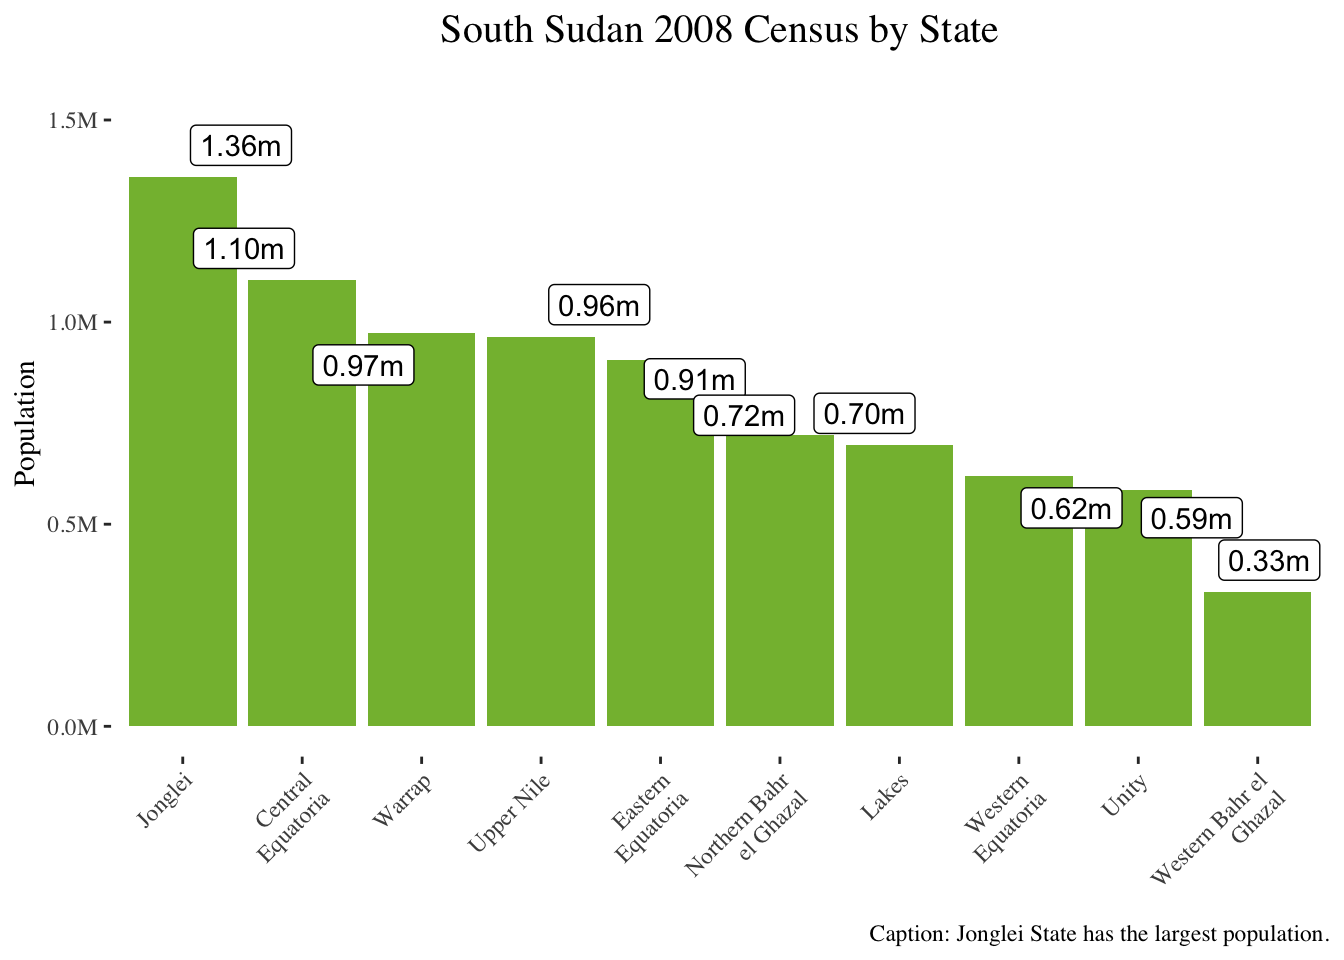 South Sudan 2008 Census by State
1.5M
1.0M
0.5M
0.0M
Population
1.36m
1.10m
0.97m
0.96m
0.91m
0.72m
0.70m
0.62m
0.59m
0.33m
Jonglei
Central
Equatoria
Warrap
Upper Nile
Eastern
Equatoria
Northern Bahr
el Ghazal
Lakes
Western
Equatoria
Unity
Western Bahr el
Ghazal
Caption: Jonglei State has the largest population.